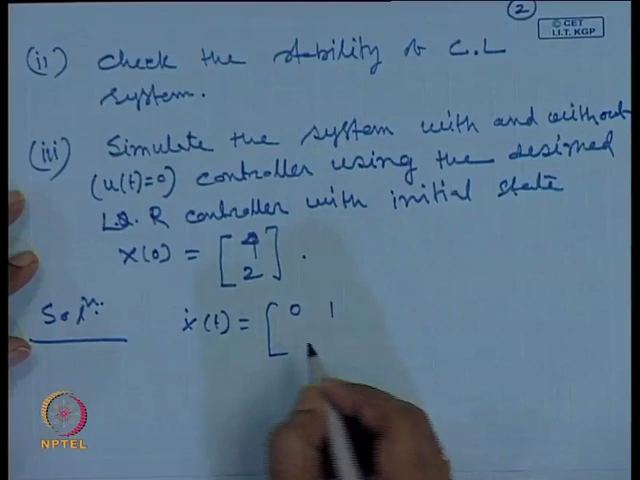 2
© CET
I.I.T. KGP
(ii) Check the stability of C.L
system.
(iii) Simulate the system with and without
(u(t)=0) controller using the designed
LQR controller with initial state
x(0) = [4
2].
Soln.
ẋ(t) = [0 1
NPTEL